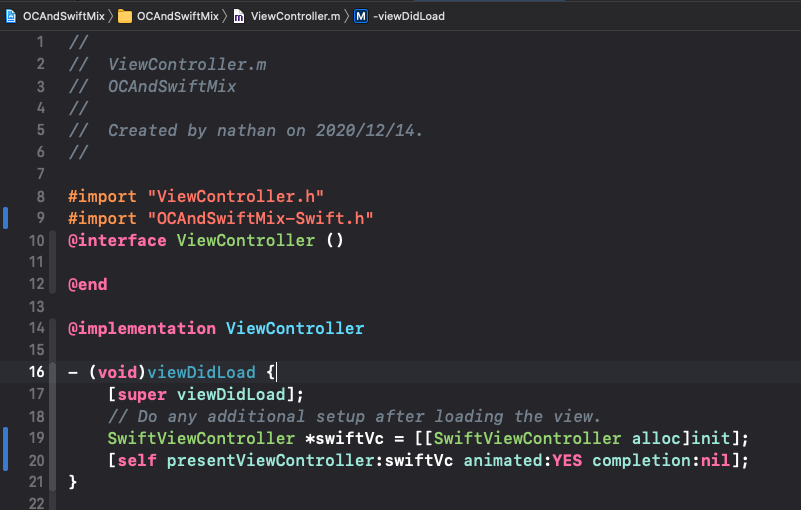 OCAndSwiftMix 〉 OCAndSwiftMix 〉 m ViewController.m 〉 M -viewDidLoad
1 //
2 //  ViewController.m
3 //  OCAndSwiftMix
4 //
5 //  Created by nathan on 2020/12/14.
6 //
7
8 #import "ViewController.h"
9 #import "OCAndSwiftMix-Swift.h"
10 @interface ViewController ()
11
12 @end
13
14 @implementation ViewController
15
16 - (void)viewDidLoad {
17     [super viewDidLoad];
18     // Do any additional setup after loading the view.
19     SwiftViewController *swiftVc = [[SwiftViewController alloc]init];
20     [self presentViewController:swiftVc animated:YES completion:nil];
21 }
22